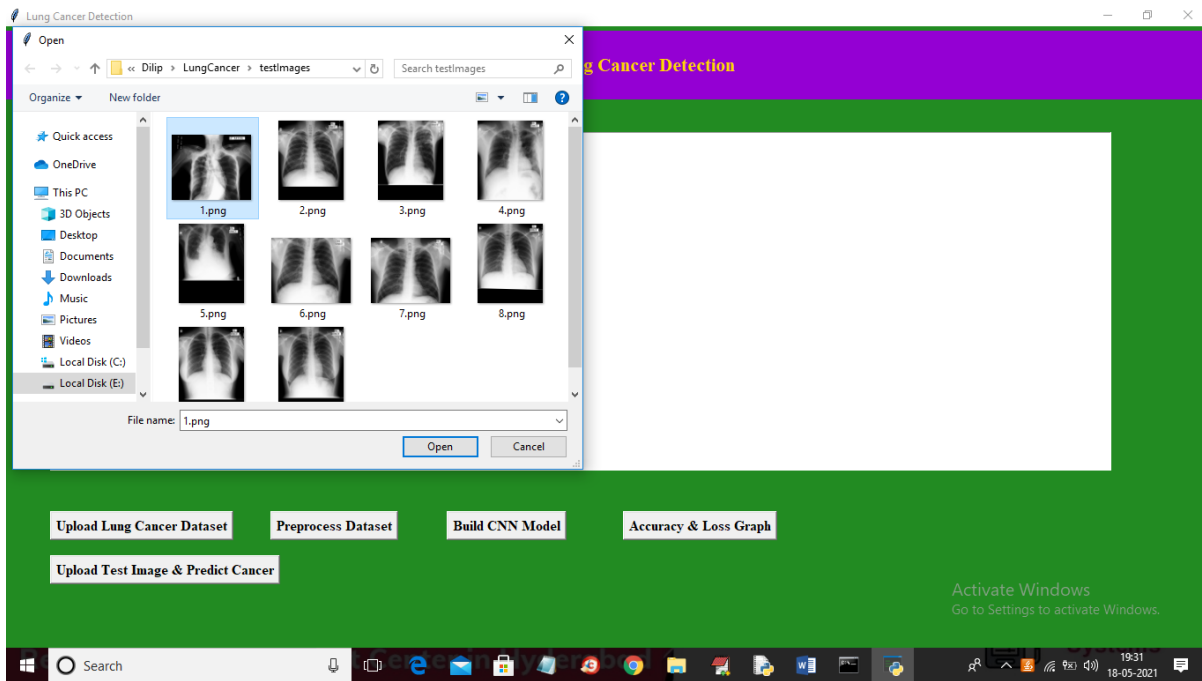 Lung Cancer Detection
Open
« Dilip > LungCancer > testImages
Search testImages
g Cancer Detection
Organize
New folder
?
Quick access
OneDrive
This PC
3D Objects
Desktop
Documents
Downloads
Music
Pictures
Videos
Local Disk (C:)
Local Disk (E:)
1.png
2.png
3.png
4.png
5.png
6.png
7.png
8.png
File name: 1.png
Open
Cancel
Upload Lung Cancer Dataset
Preprocess Dataset
Build CNN Model
Accuracy & Loss Graph
Upload Test Image & Predict Cancer
Activate Windows
Go to Settings to activate Windows.
Search
19:31
18-05-2021